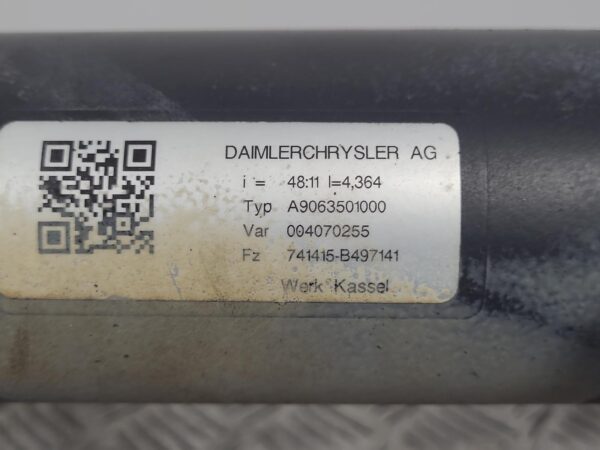 DAIMLERCHRYSLER AG
i = 48:11 I=4,364
Typ A9063501000
Var 004070255
Fz 741415-B497141
Werk Kassel